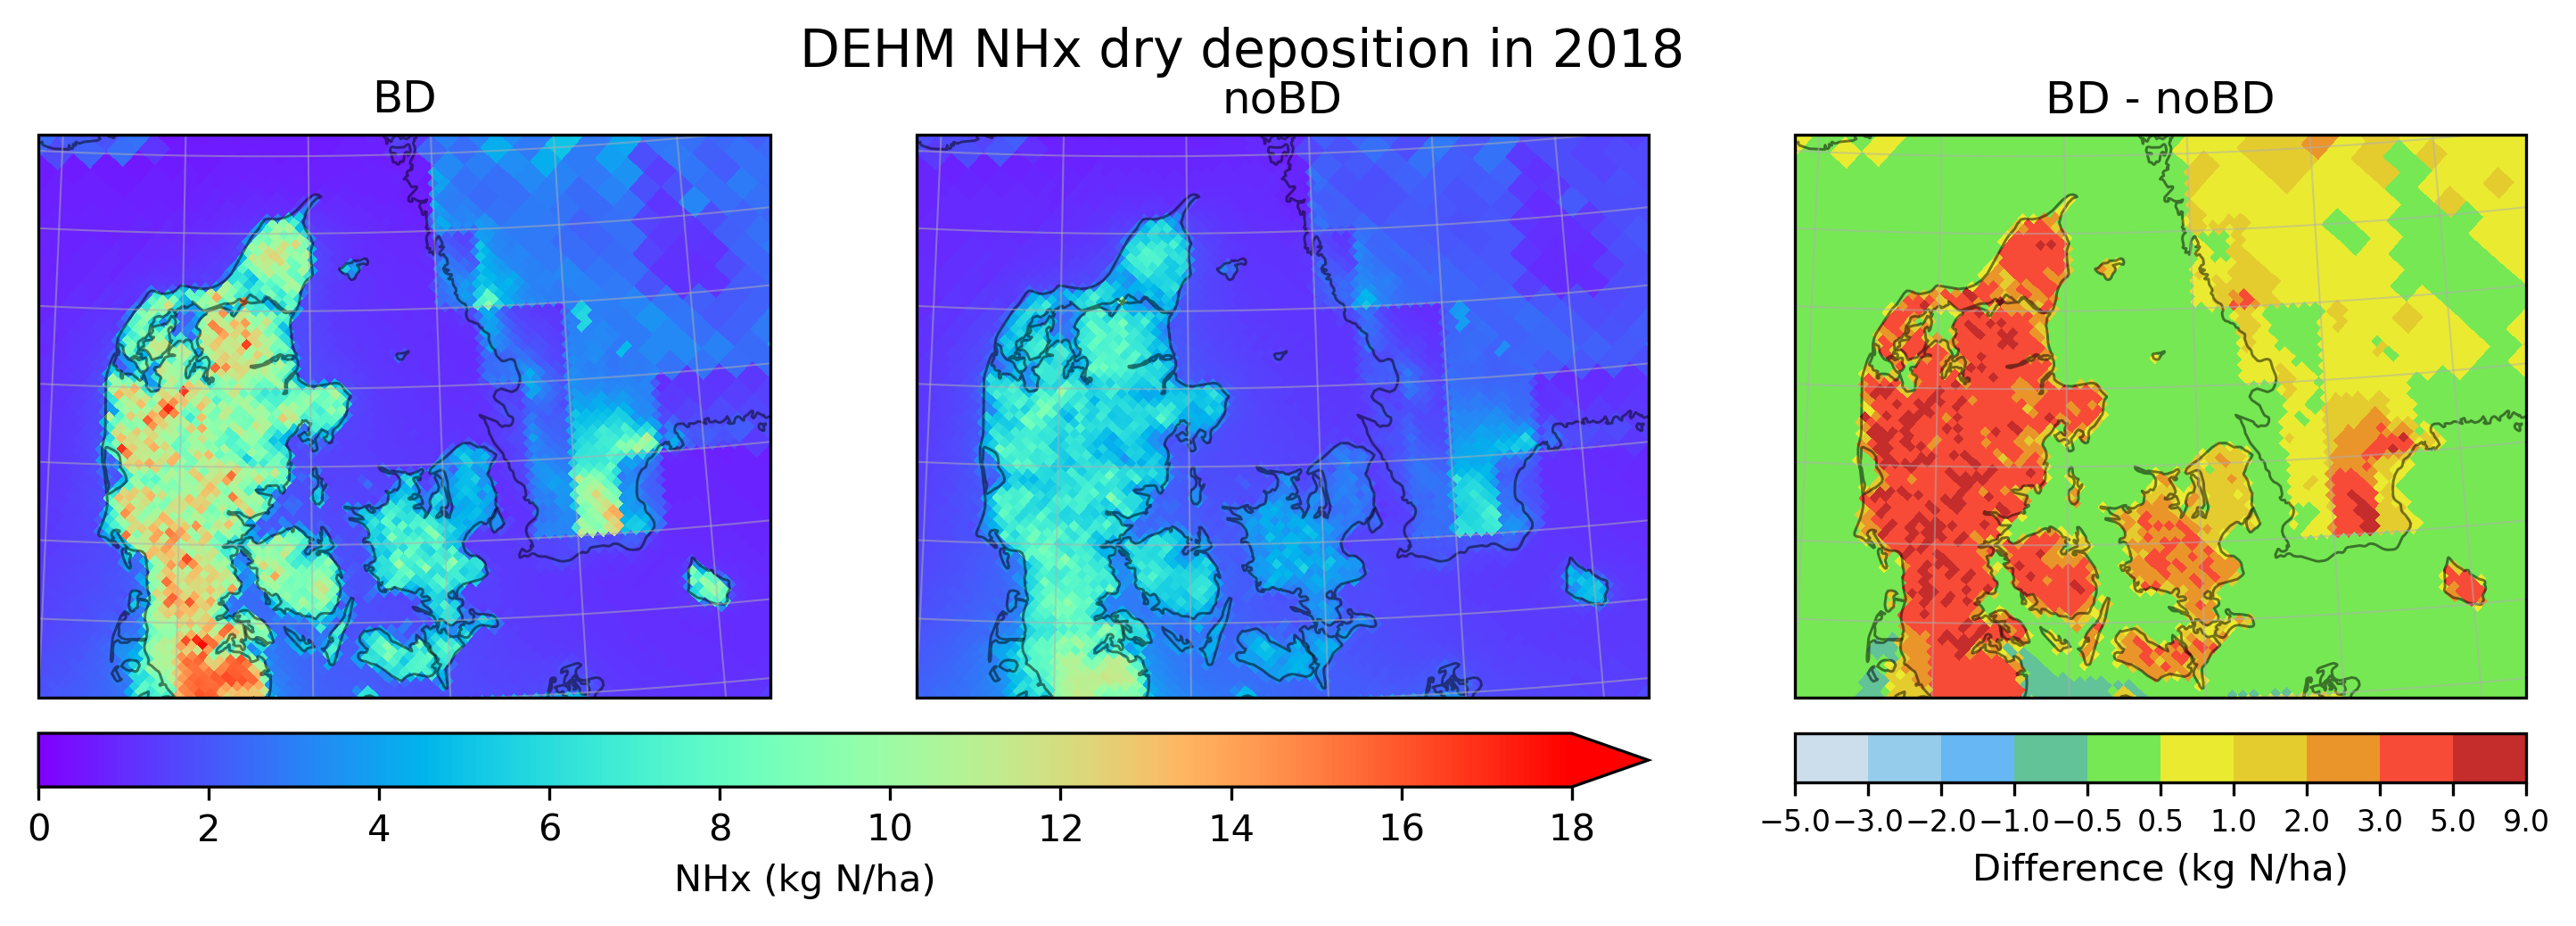 DEHM NHx dry deposition in 2018
BD
noBD
BD - noBD
0 2 4 6 8 10 12 14 16 18
NHx (kg N/ha)
−5.0 −3.0 −2.0 −1.0 −0.5 0.5 1.0 2.0 3.0 5.0 9.0
Difference (kg N/ha)